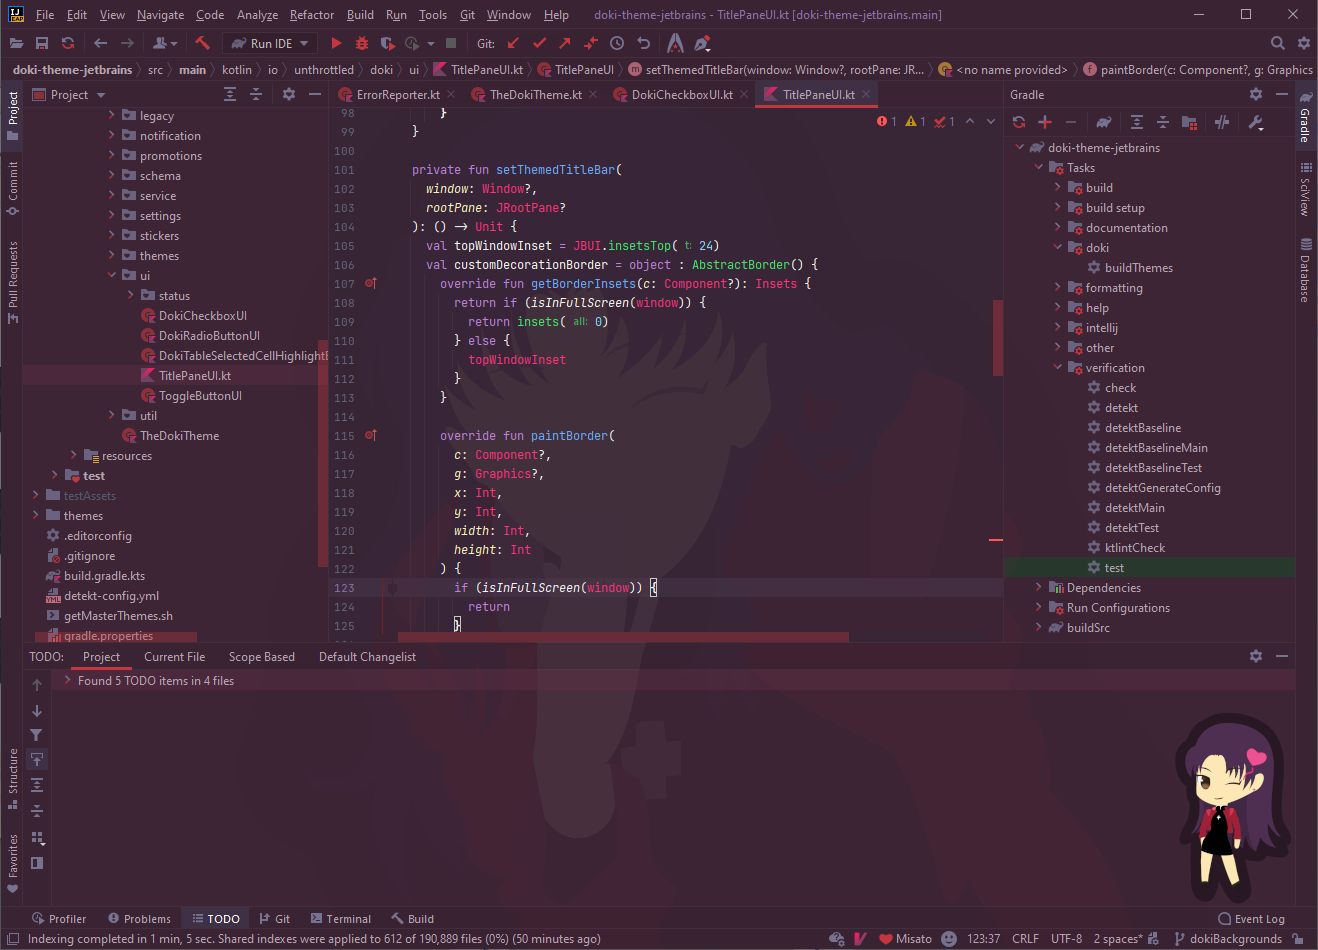 File Edit View Navigate Code Analyze Refactor Build Run Tools Git Window Help doki-theme-jetbrains - TitlePaneUI.kt [doki-theme-jetbrains.main]
Run IDE Git:
doki-theme-jetbrains src main kotlin io unthrottled doki ui TitlePaneUI.kt TitlePaneUI setThemedTitleBar(window: Window?, rootPane: JR... <no name provided> paintBorder(c: Component?, g: Graphics
Project
Commit
Pull Requests
Structure
Favorites
Project
legacy
notification
promotions
schema
service
settings
stickers
themes
ui
status
DokiCheckboxUI
DokiRadioButtonUI
DokiTableSelectedCellHighlightB
TitlePaneUI.kt
ToggleButtonUI
util
TheDokiTheme
resources
test
testAssets
themes
.editorconfig
.gitignore
build.gradle.kts
detekt-config.yml
getMasterThemes.sh
gradle.properties
ErrorReporter.kt TheDokiTheme.kt DokiCheckboxUI.kt TitlePaneUI.kt
1 1 1
98 }
99 }
100
101 private fun setThemedTitleBar(
102 window: Window?,
103 rootPane: JRootPane?
104 ): () -> Unit {
105 val topWindowInset = JBUI.insetsTop( t: 24)
106 val customDecorationBorder = object : AbstractBorder() {
107 override fun getBorderInsets(c: Component?): Insets {
108 return if (isInFullScreen(window)) {
109 return insets( all: 0)
110 } else {
111 topWindowInset
112 }
113 }
114
115 override fun paintBorder(
116 c: Component?,
117 g: Graphics?,
118 x: Int,
119 y: Int,
120 width: Int,
121 height: Int
122 ) {
123 if (isInFullScreen(window)) {
124 return
125 }
Gradle
doki-theme-jetbrains
Tasks
build
build setup
documentation
doki
buildThemes
formatting
help
intellij
other
verification
check
detekt
detektBaseline
detektBaselineMain
detektBaselineTest
detektGenerateConfig
detektMain
detektTest
ktlintCheck
test
Dependencies
Run Configurations
buildSrc
Gradle
SciView
Database
TODO: Project Current File Scope Based Default Changelist
Found 5 TODO items in 4 files
Profiler Problems TODO Git Terminal Build Event Log
Indexing completed in 1 min, 5 sec. Shared indexes were applied to 612 of 190,889 files (0%) (50 minutes ago) Misato 123:37 CRLF UTF-8 2 spaces* dokiBackgrounds